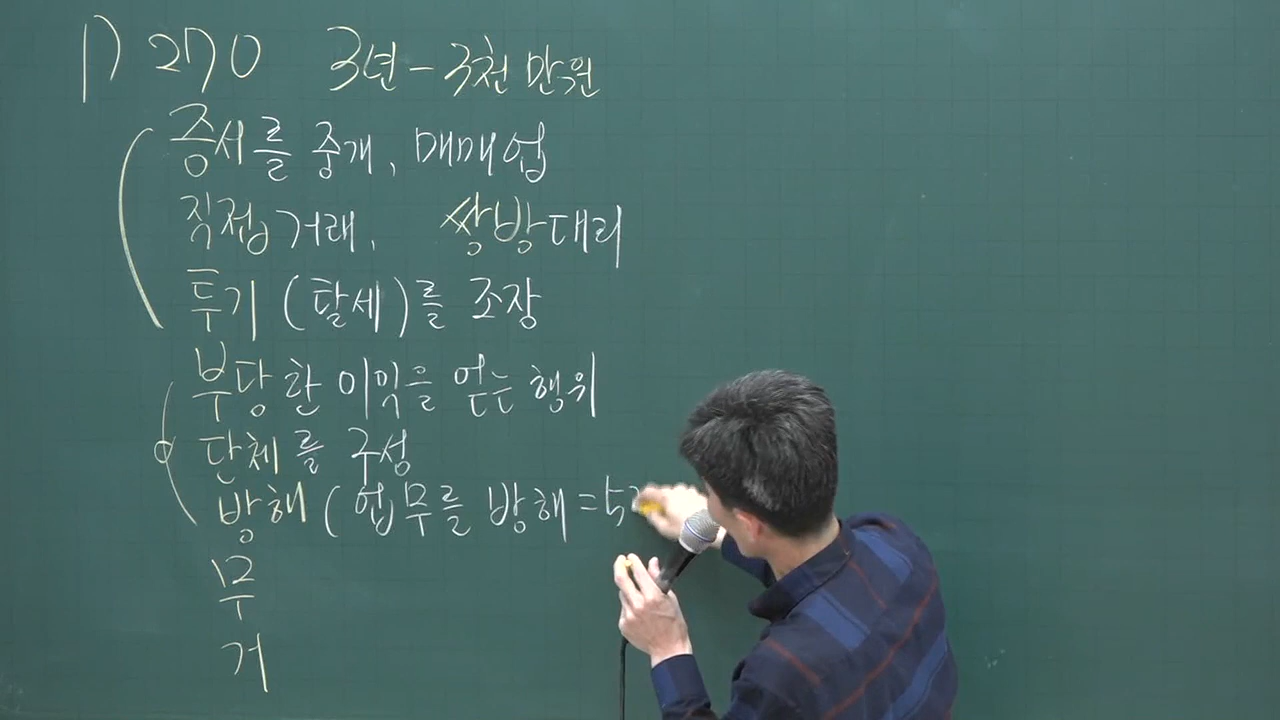 P 270 3년-3천만원
증서를 중개, 매매업
직접거래, 쌍방대리
투기(탈세)를 조장
부당한 이익을 얻는 행위
단체를 구성
방해(업무를 방해=5
무
거